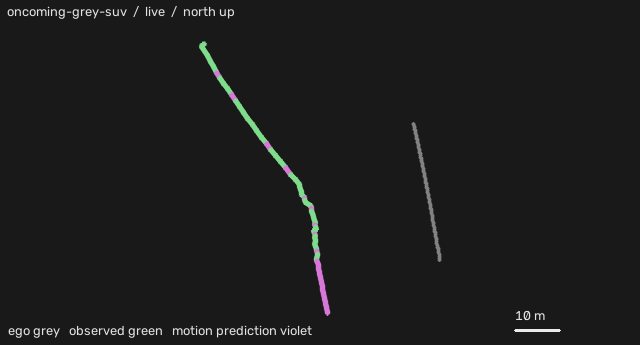 oncoming-grey-suv / live / north up
10 m
ego grey observed green motion prediction violet